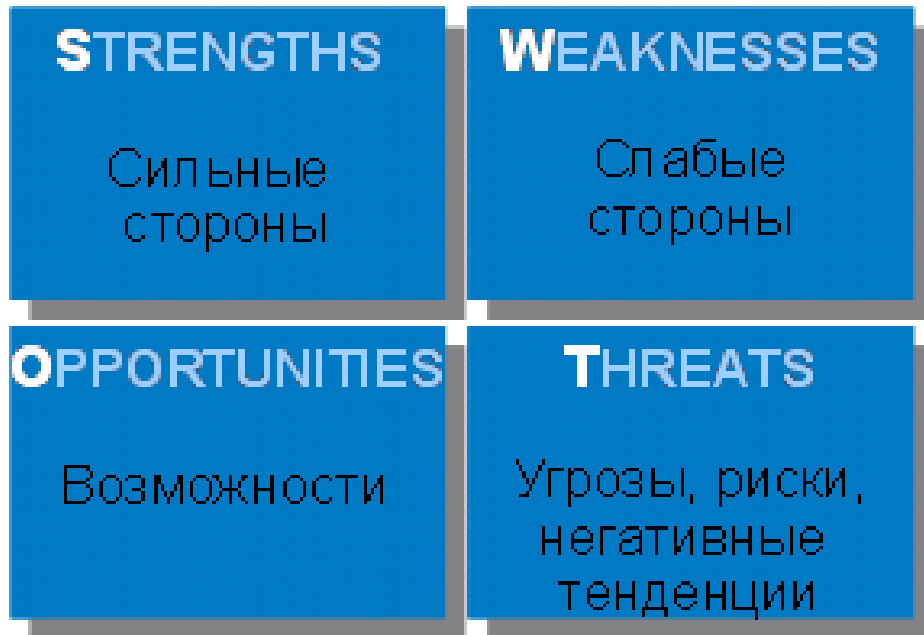 STRENGTHS
Сильные
стороны
WEAKNESSES
Слабые
стороны
OPPORTUNITIES
Возможности
THREATS
Угрозы, риски,
негативные
тенденции